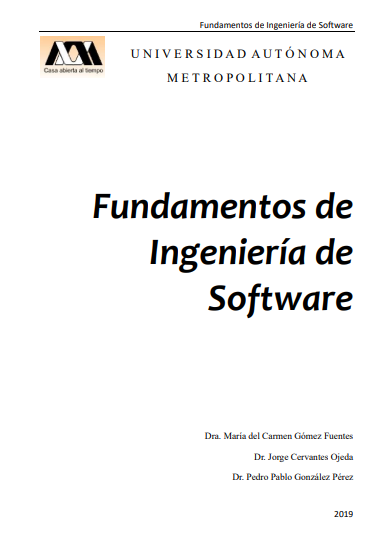 Fundamentos de Ingeniería de Software
UNIVERSIDAD AUTÓNOMA
METROPOLITANA
Casa abierta al tiempo
Fundamentos de
Ingeniería de
Software
Dra. María del Carmen Gómez Fuentes
Dr. Jorge Cervantes Ojeda
Dr. Pedro Pablo González Pérez
2019